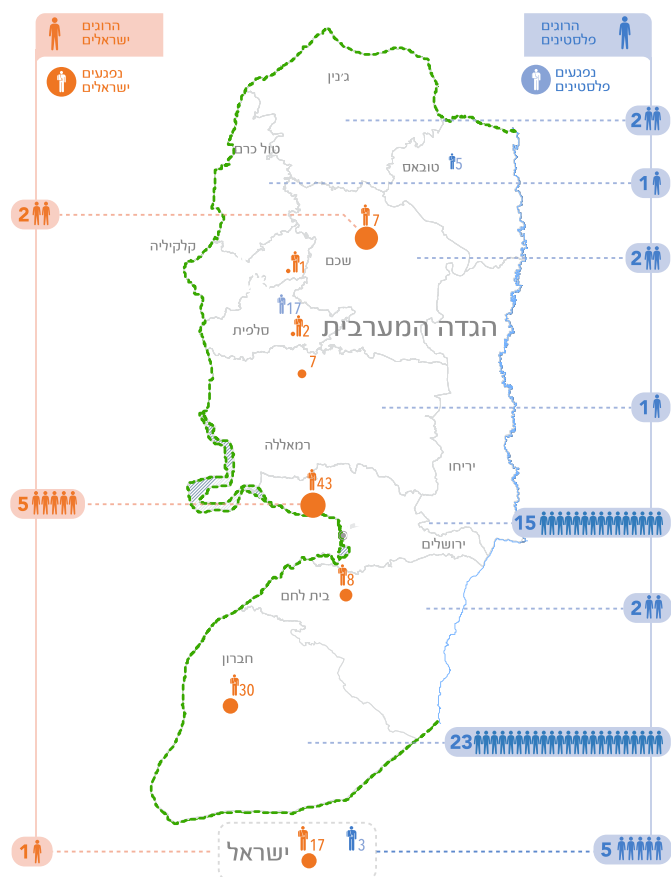 הרוגים
ישראלים
נפגעים
ישראלים
הרוגים
פלסטינים
נפגעים
פלסטינים
ג'נין
2
טול כרם
טובאס
5
1
2
7
קלקיליה
שכם
2
1
17
סלפית
2
הגדה המערבית
7
1
רמאללה
יריחו
43
5
15
ירושלים
8
בית לחם
2
חברון
30
23
1
ישראל
17
3
5